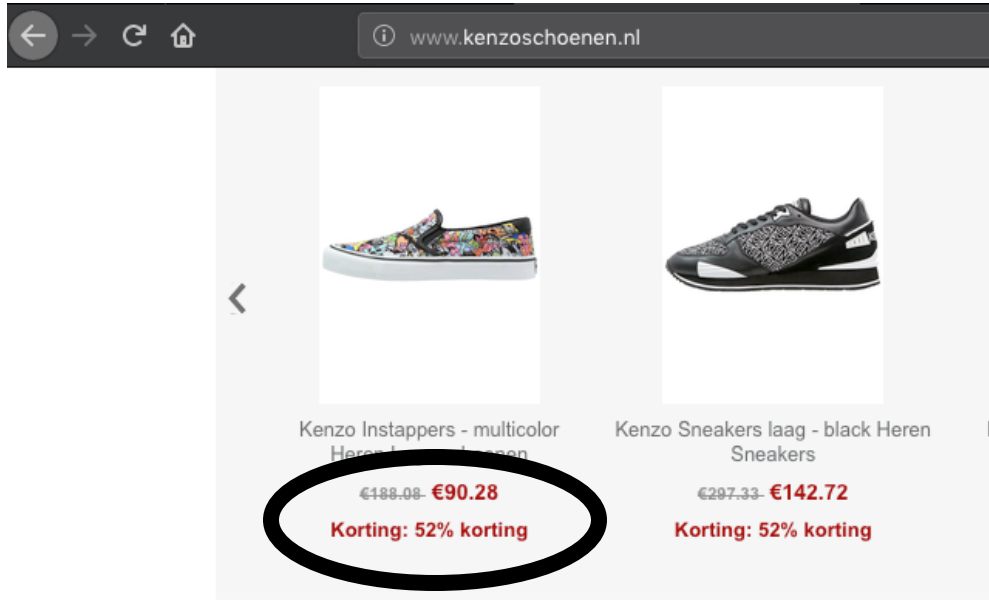 www.kenzoschoenen.nl
Kenzo Instappers - multicolor
Heren
€188.08 €90.28
Korting: 52% korting
Kenzo Sneakers laag - black Heren
Sneakers
€297.33 €142.72
Korting: 52% korting